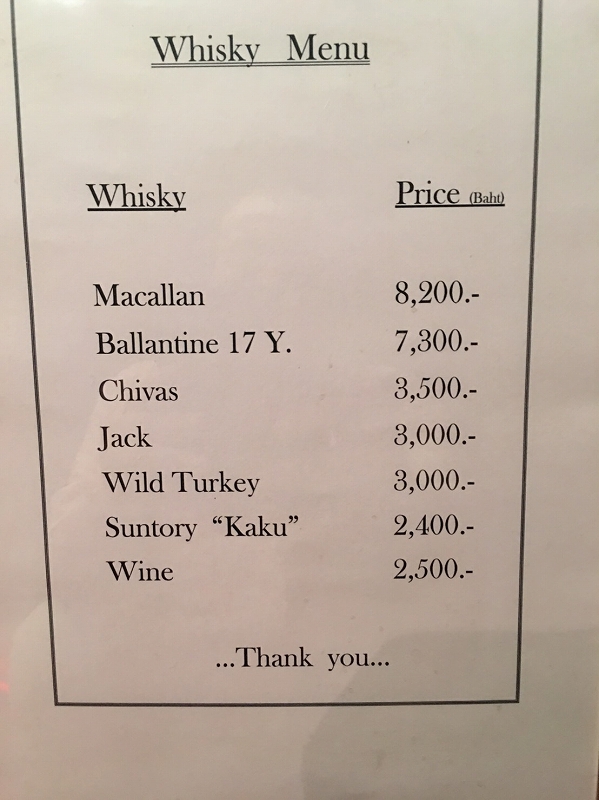 Whisky Menu
Whisky Price (Baht)
Macallan 8,200.-
Ballantine 17 Y. 7,300.-
Chivas 3,500.-
Jack 3,000.-
Wild Turkey 3,000.-
Suntory “Kaku” 2,400.-
Wine 2,500.-
...Thank you...